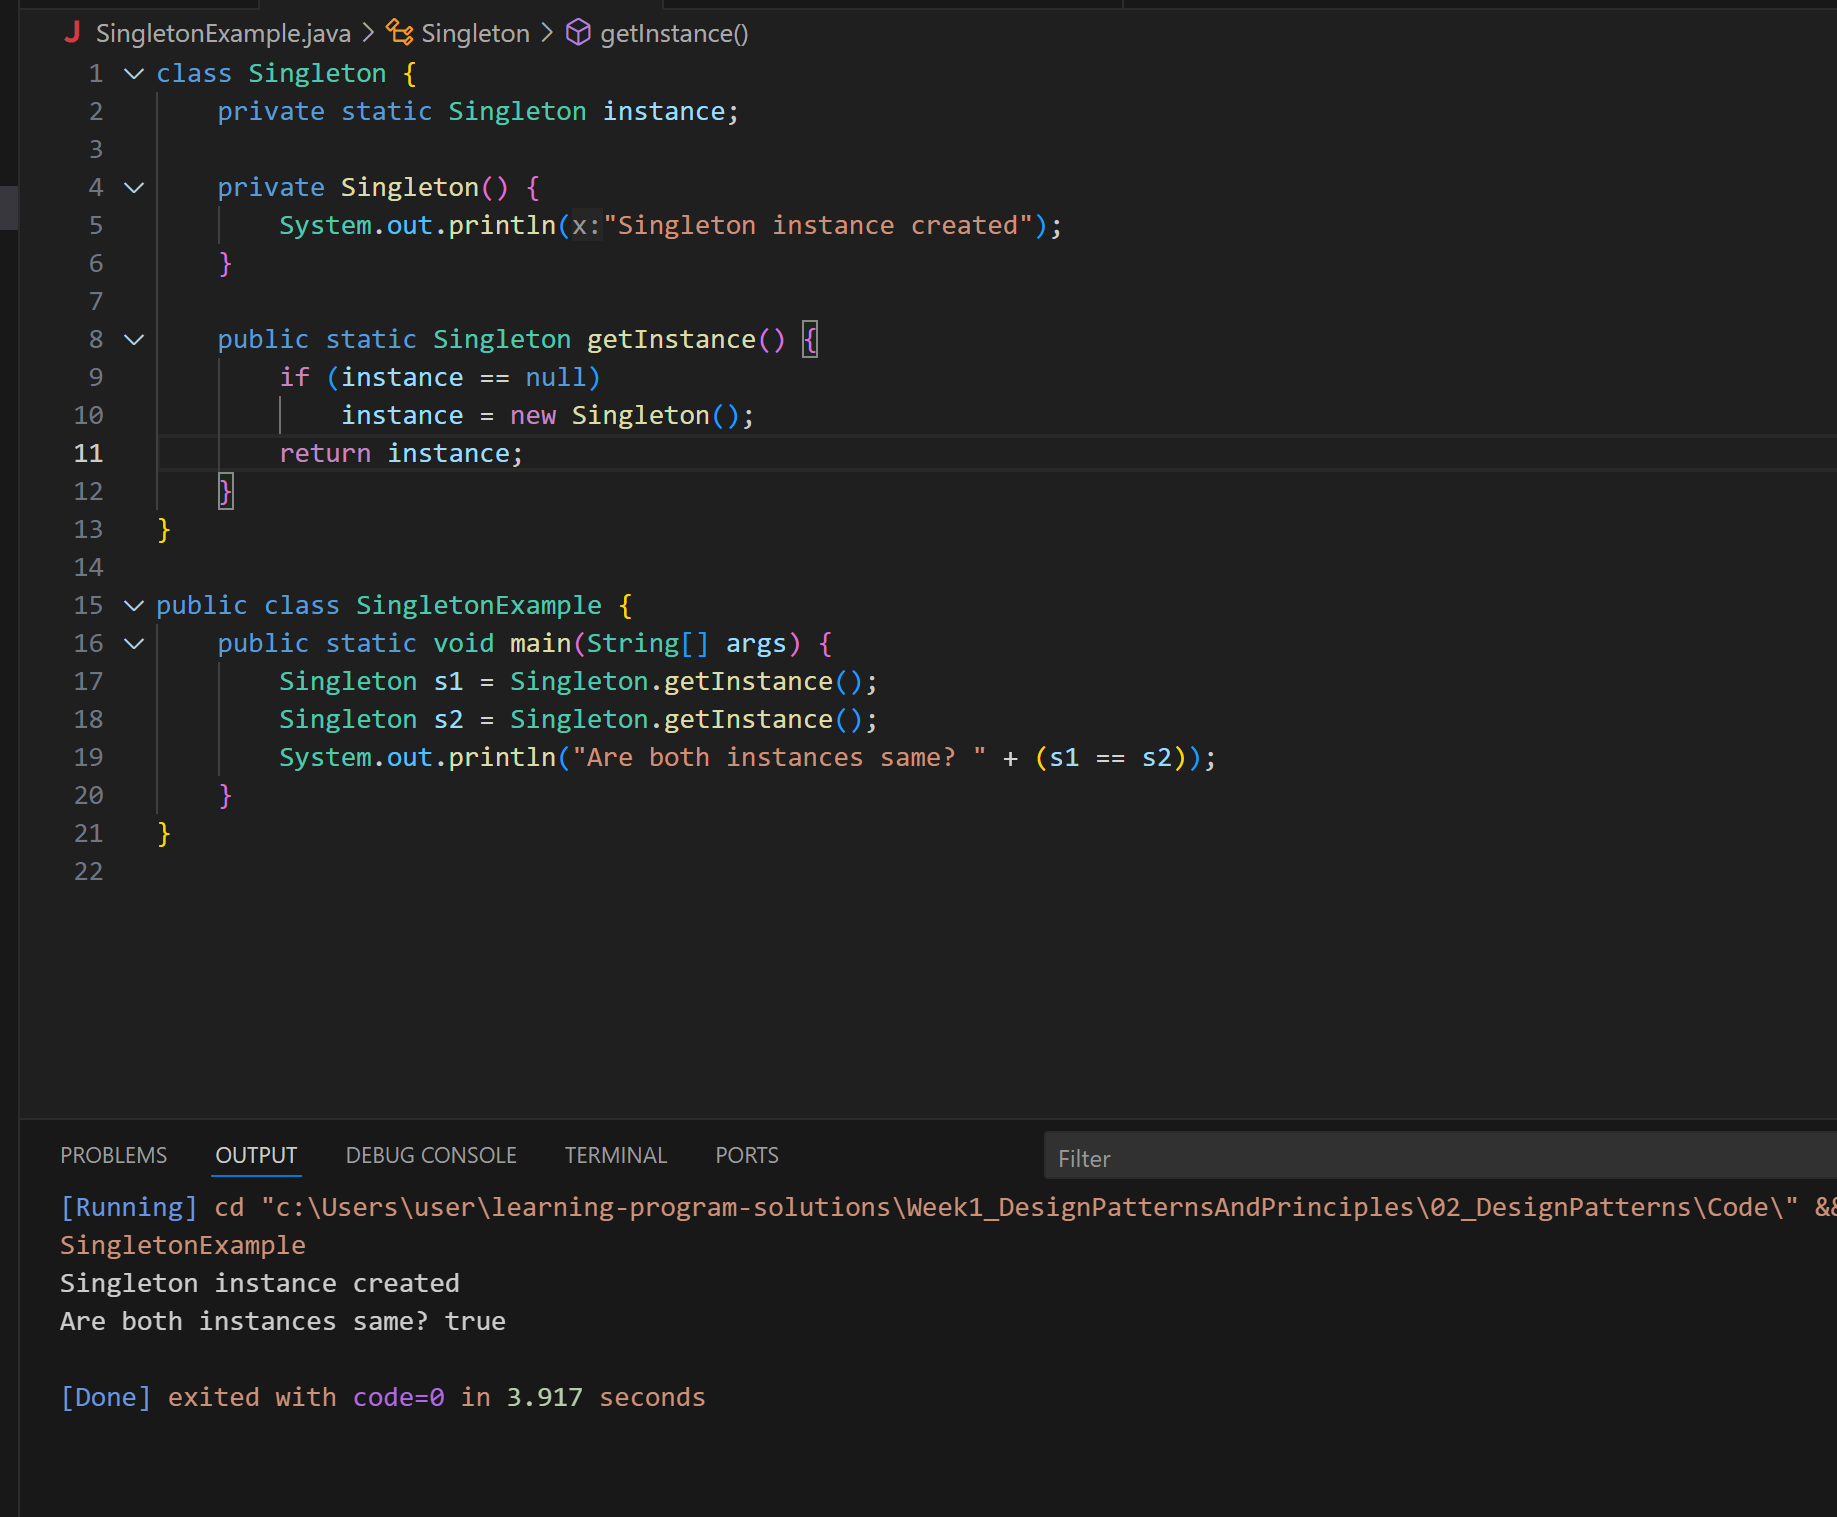 SingletonExample.java > Singleton > getInstance()
1 class Singleton {
2     private static Singleton instance;
3
4     private Singleton() {
5         System.out.println(x:"Singleton instance created");
6     }
7
8     public static Singleton getInstance() {
9         if (instance == null)
10             instance = new Singleton();
11         return instance;
12     }
13 }
14
15 public class SingletonExample {
16     public static void main(String[] args) {
17         Singleton s1 = Singleton.getInstance();
18         Singleton s2 = Singleton.getInstance();
19         System.out.println("Are both instances same? " + (s1 == s2));
20     }
21 }
22
PROBLEMS OUTPUT DEBUG CONSOLE TERMINAL PORTS Filter
[Running] cd "c:\Users\user\learning-program-solutions\Week1_DesignPatternsAndPrinciples\02_DesignPatterns\Code\" &&
SingletonExample
Singleton instance created
Are both instances same? true
[Done] exited with code=0 in 3.917 seconds